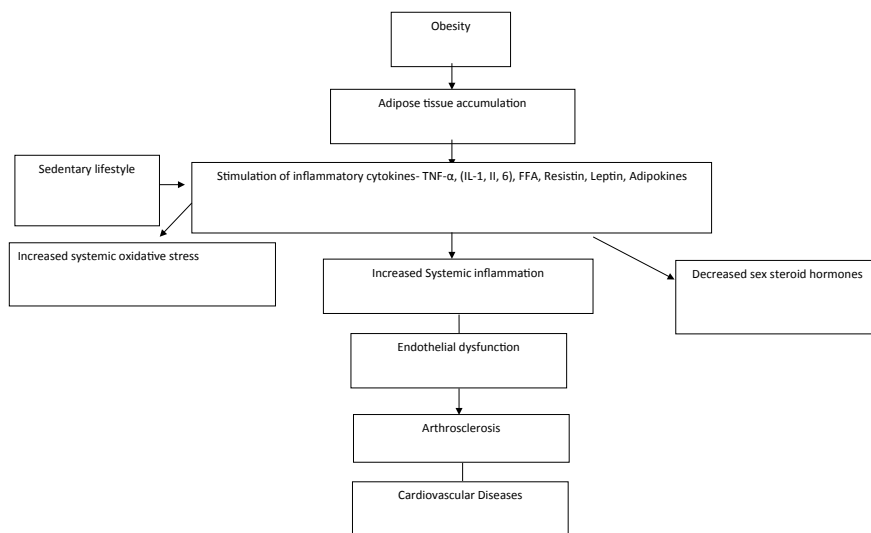 Obesity
Adipose tissue accumulation
Sedentary lifestyle
Stimulation of inflammatory cytokines- TNF-α, (IL-1, II, 6), FFA, Resistin, Leptin, Adipokines
Increased systemic oxidative stress
Increased Systemic inflammation
Decreased sex steroid hormones
Endothelial dysfunction
Arthrosclerosis
Cardiovascular Diseases